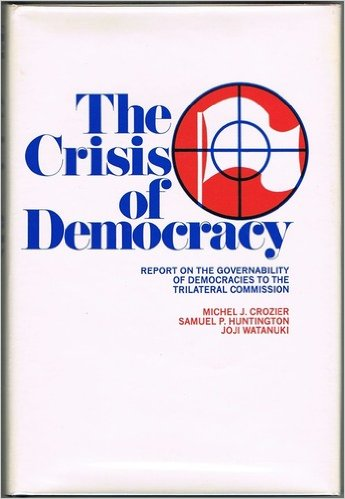 The
Crisis
of
Democracy
REPORT ON THE GOVERNABILITY
OF DEMOCRACIES TO THE
TRILATERAL COMMISSION
MICHEL J. CROZIER
SAMUEL P. HUNTINGTON
JOJI WATANUKI